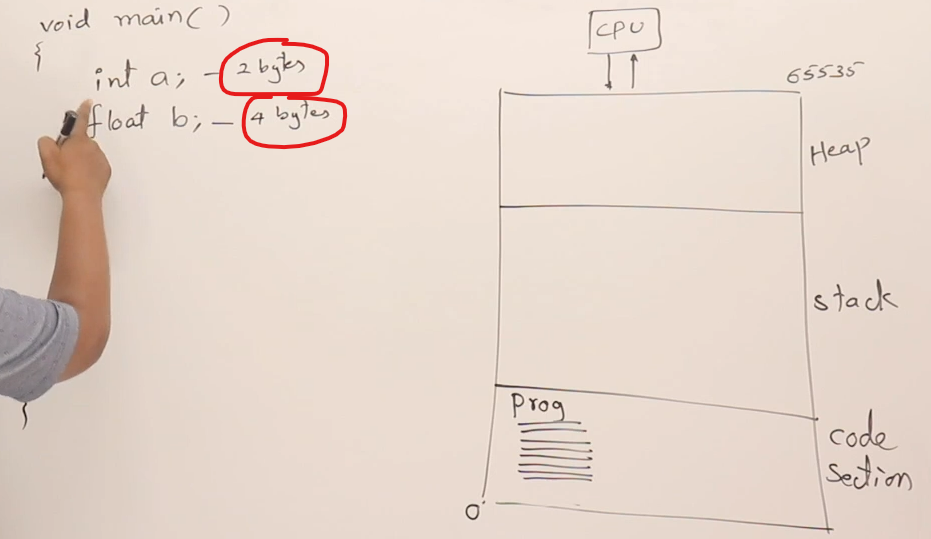 void main()
{
int a; - 2 bytes
float b; - 4 bytes
}
CPU
65535
Heap
stack
Prog
code
Section
0